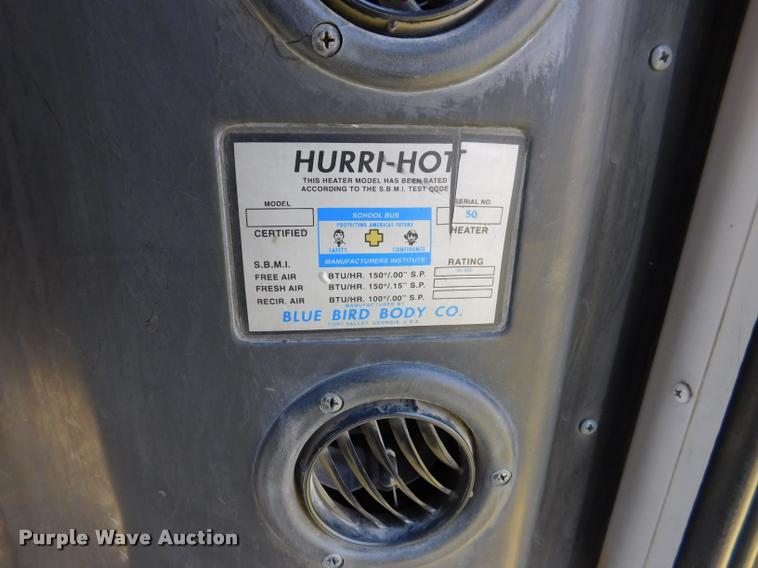 HURRI-HOTT
THIS HEATER MODEL HAS BEEN RATED
ACCORDING TO THE S.B.M.I. TEST CODE
MODEL
SERIAL NO.
SCHOOL BUS
50
PROTECTING AMERICAS FUTURE
CERTIFIED
HEATER
SAFETY
CONFIDENCE
S.B.M.I.
MANUFACTURERS INSTITUTE
RATING
FREE AIR BTU/HR. 150°/.00" S.P.
FRESH AIR BTU/HR. 150°/.15" S.P.
RECIR. AIR BTU/HR. 100°/.00" S.P.
MANUFACTURED BY
BLUE BIRD BODY CO.
FORT VALLEY, GEORGIA, U.S.A.
Purple Wave Auction®